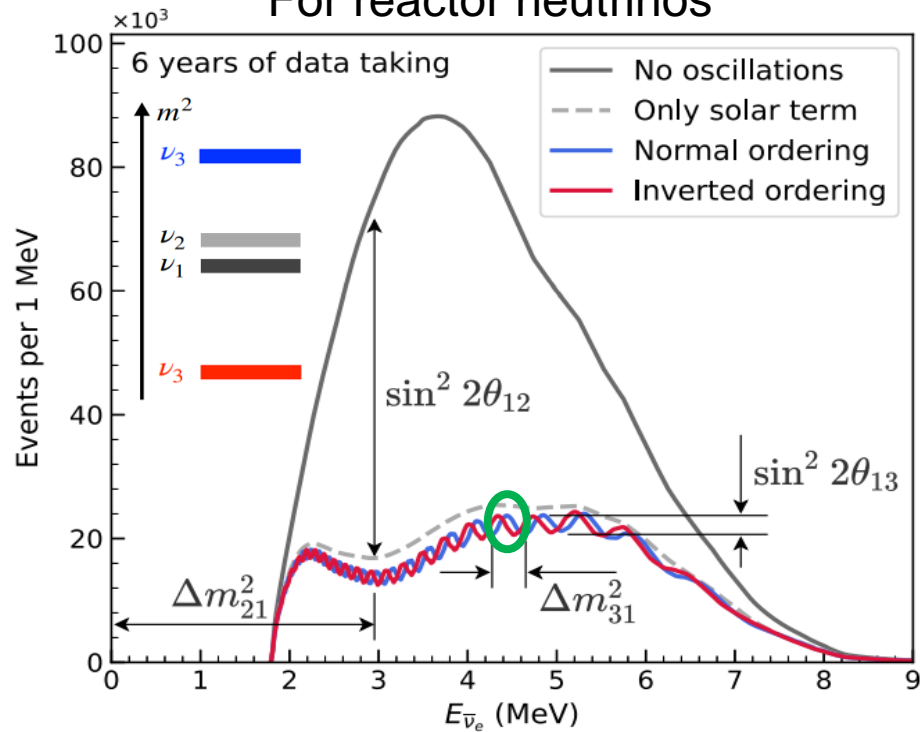 For reactor neutrinos
×10³
6 years of data taking
m²
ν₃
ν₂
ν₁
ν₃
No oscillations
Only solar term
Normal ordering
Inverted ordering
sin² 2θ₁₂
sin² 2θ₁₃
Δm²₂₁
Δm²₃₁
Events per 1 MeV
100
80
60
40
20
0
0 1 2 3 4 5 6 7 8 9
E_ν̄ₑ (MeV)